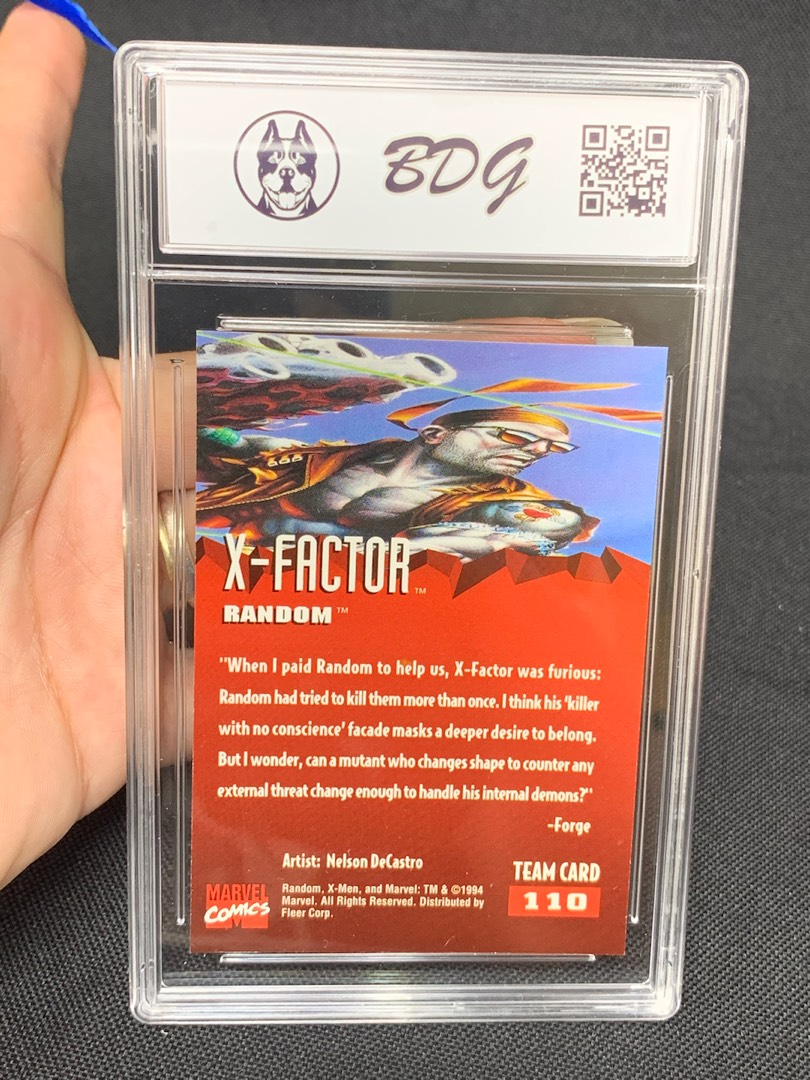 BDG
666
X-FACTOR™
RANDOM™
"When I paid Random to help us, X-Factor was furious:
Random had tried to kill them more than once. I think his 'killer
with no conscience' facade masks a deeper desire to belong.
But I wonder, can a mutant who changes shape to counter any
external threat change enough to handle his internal demons?"
-Forge
Artist: Nelson DeCastro
TEAM CARD
110
MARVEL
COMICS
Random, X-Men, and Marvel: TM & ©1994
Marvel. All Rights Reserved. Distributed by
Fleer Corp.